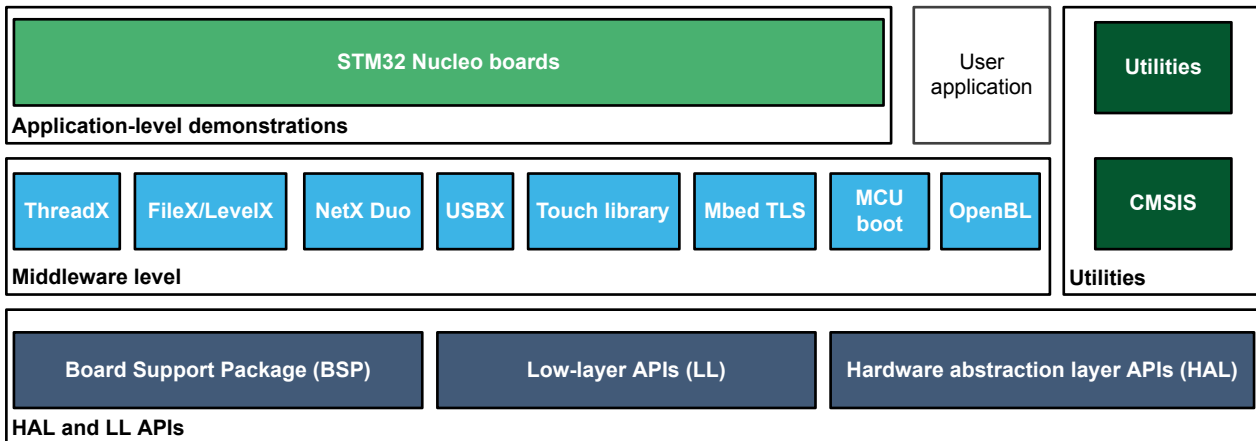 STM32 Nucleo boards
Application-level demonstrations
User
application
Utilities
CMSIS
Utilities
ThreadX
FileX/LevelX
NetX Duo
USBX
Touch library
Mbed TLS
MCU
boot
OpenBL
Middleware level
Board Support Package (BSP)
Low-layer APIs (LL)
Hardware abstraction layer APIs (HAL)
HAL and LL APIs